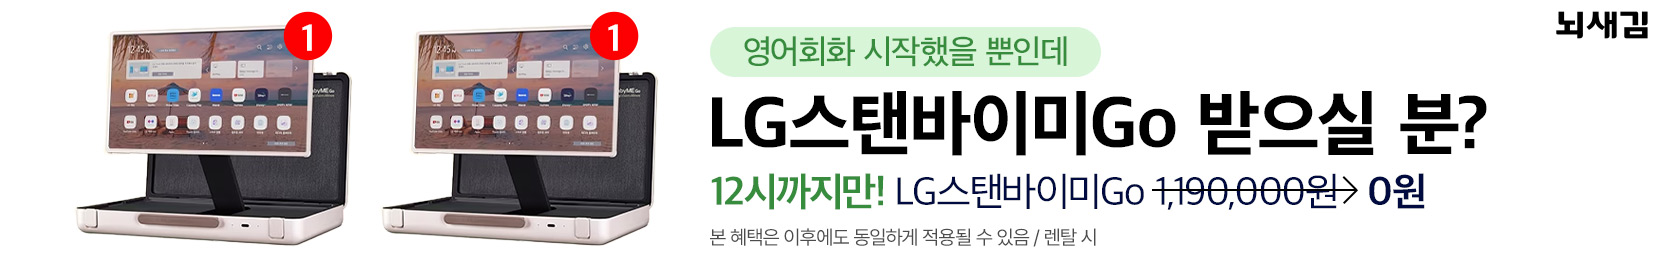 1
1
12:45
뇌새김
영어회화 시작했을 뿐인데
LG스탠바이미Go 받으실 분?
12시까지만! LG스탠바이미Go 1,190,000원→ 0원
본 혜택은 이후에도 동일하게 적용될 수 있음 / 렌탈 시